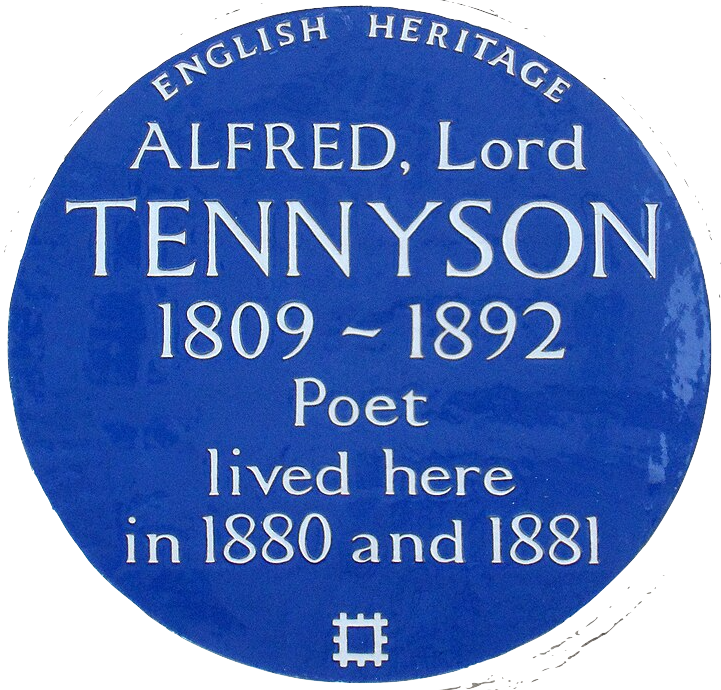 ENGLISH HERITAGE
ALFRED, Lord
TENNYSON
1809 ~ 1892
Poet
lived here
in 1880 and 1881